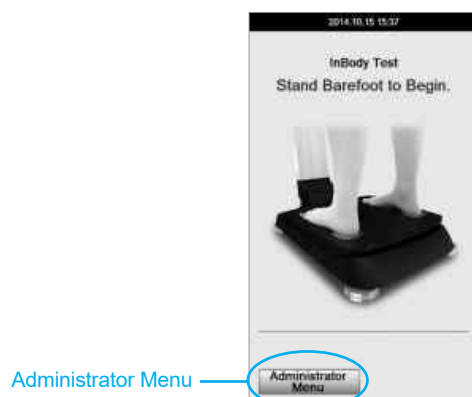 2014.10.15 15:37
InBody Test
Stand Barefoot to Begin.
Administrator Menu
Administrator
Menu